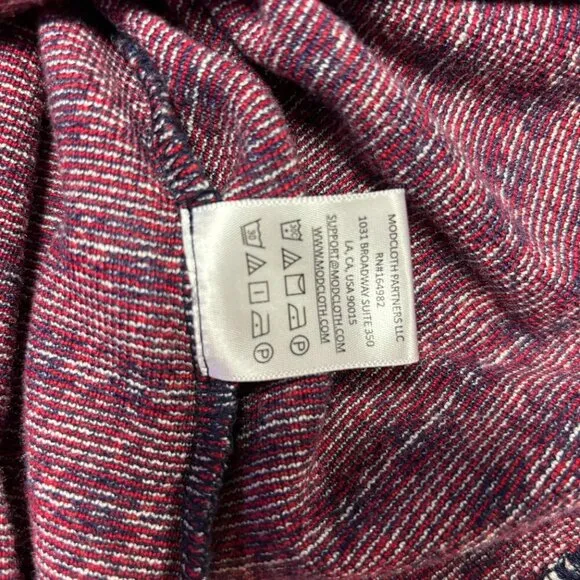 MODCLOTH PARTNERS LLC
RN#164982
1031 BROADWAY SUITE 350
LA, CA, USA 90015
SUPPORT@MODCLOTH.COM
WWW.MODCLOTH.COM
30
P
P